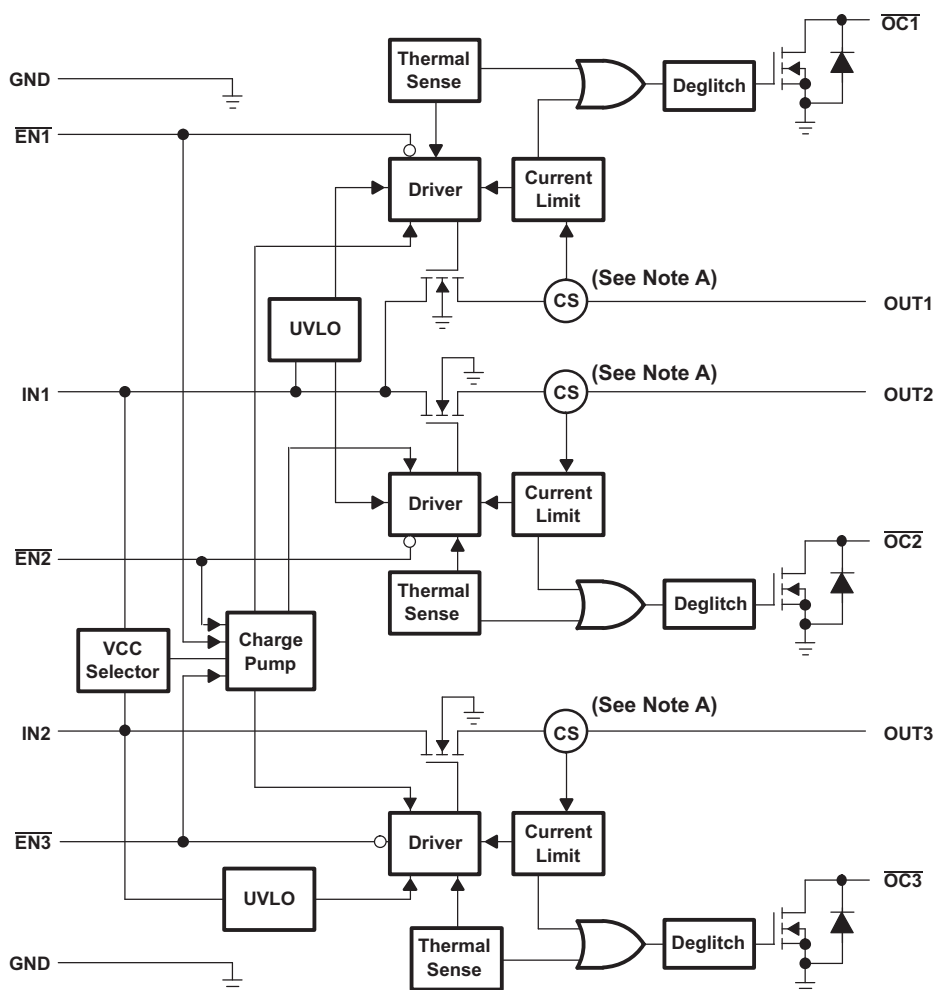 OC1
Thermal
Sense
GND
Deglitch
EN1
Driver
Current
Limit
(See Note A)
CS
OUT1
UVLO
(See Note A)
IN1
CS
OUT2
Driver
Current
Limit
EN2
OC2
Thermal
Sense
Deglitch
VCC
Selector
Charge
Pump
(See Note A)
IN2
CS
OUT3
EN3
Driver
Current
Limit
OC3
UVLO
Thermal
Sense
Deglitch
GND